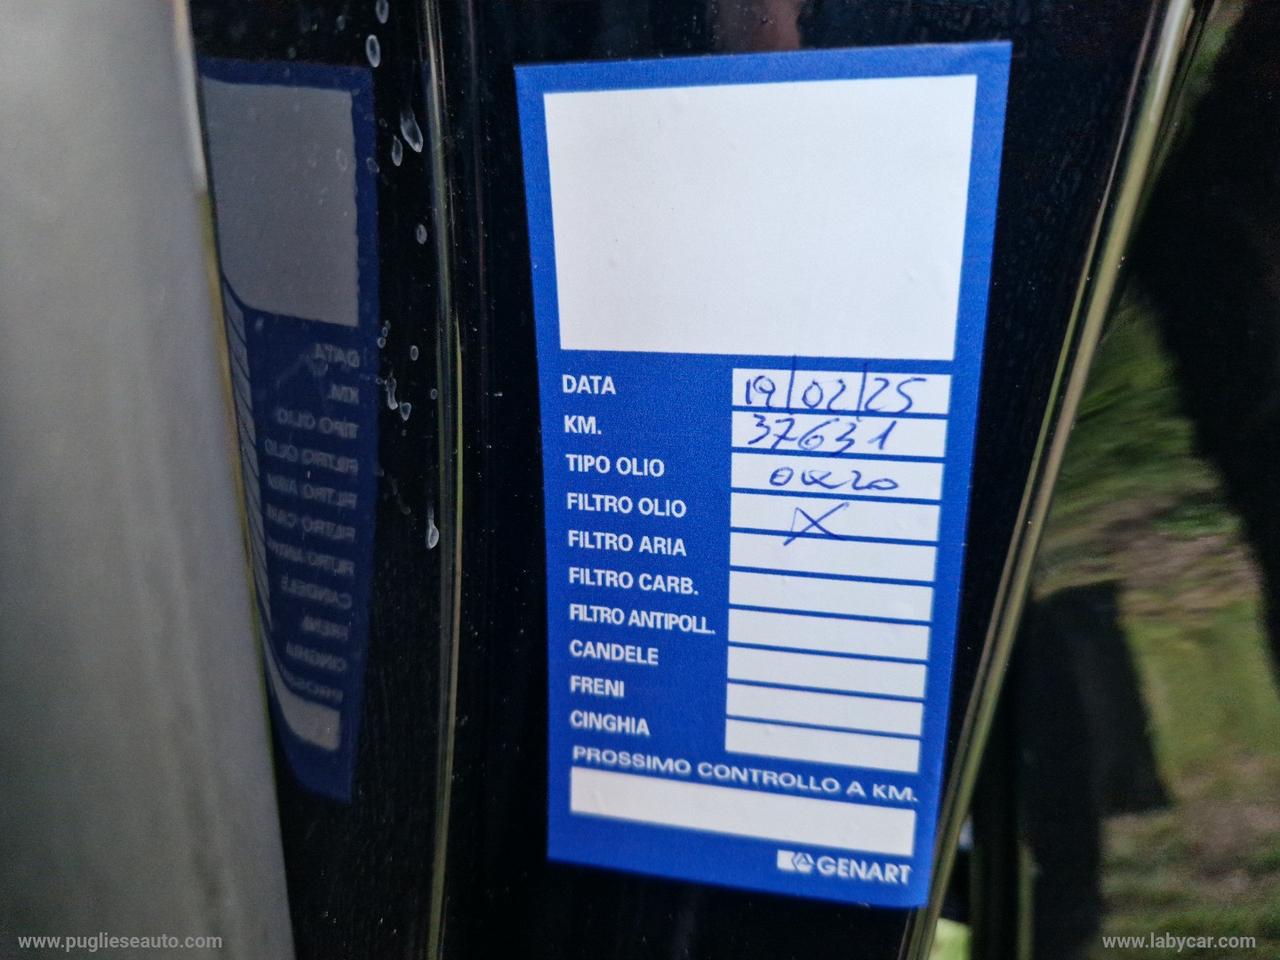 DATA 19/02/25
KM. 37631
TIPO OLIO 0W20
FILTRO OLIO X
FILTRO ARIA
FILTRO CARB.
FILTRO ANTIPOLL.
CANDELE
FRENI
CINGHIA
PROSSIMO CONTROLLO A KM.
GENART
www.puglieseauto.com
www.labycar.com